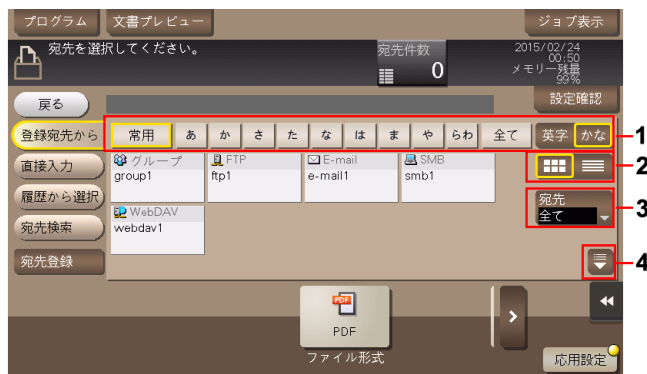 プログラム 文書プレビュー ジョブ表示
宛先を選択してください。 宛先件数 0 2015/02/24
00:50
メモリー残量
99%
戻る 設定確認
登録宛先から 常用 あ か さ た な は ま や らわ 全て 英字 かな 1
直接入力 グループ FTP E-mail SMB 2
group1 ftp1 e-mail1 smb1
履歴から選択 宛先 3
WebDAV 全て
宛先検索 webdav1
宛先登録 4
PDF
PDF
ファイル形式
応用設定